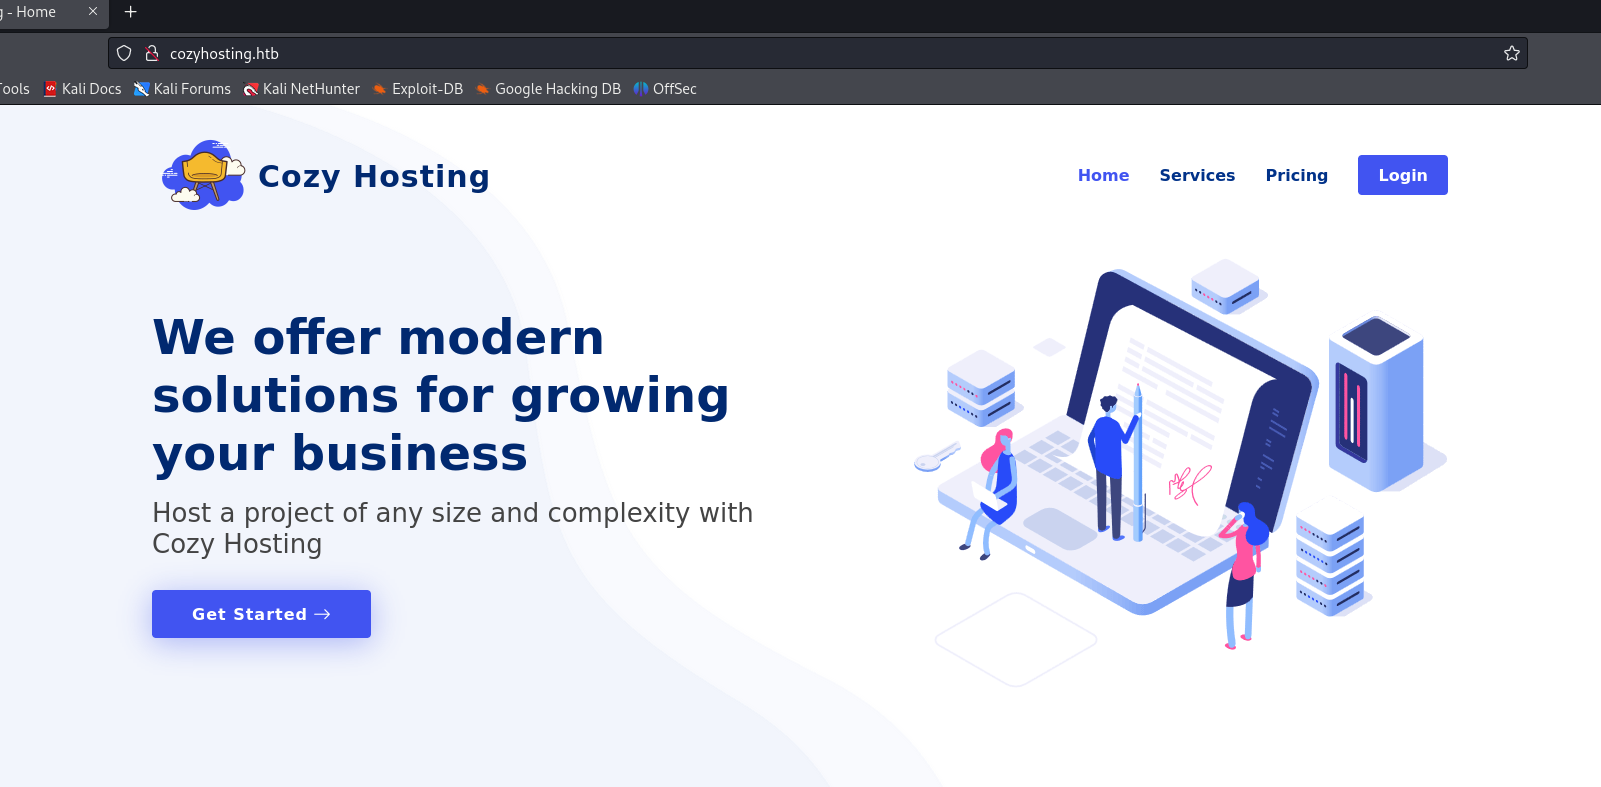 - Home
cozyhosting.htb
Tools Kali Docs Kali Forums Kali NetHunter Exploit-DB Google Hacking DB OffSec
Cozy Hosting
Home Services Pricing Login
We offer modern
solutions for growing
your business
Host a project of any size and complexity with
Cozy Hosting
Get Started